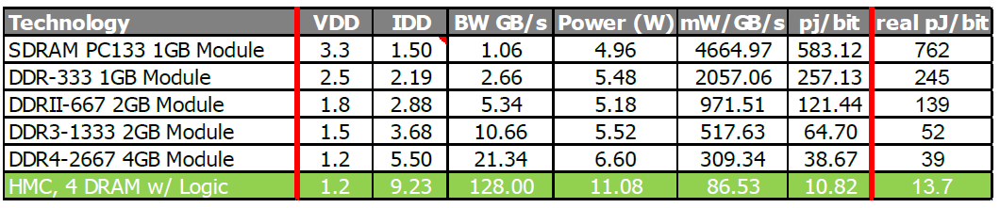 Technology VDD IDD BW GB/s Power (W) mW/GB/s pj/bit real pJ/bit
SDRAM PC133 1GB Module 3.3 1.50 1.06 4.96 4664.97 583.12 762
DDR-333 1GB Module 2.5 2.19 2.66 5.48 2057.06 257.13 245
DDRII-667 2GB Module 1.8 2.88 5.34 5.18 971.51 121.44 139
DDR3-1333 2GB Module 1.5 3.68 10.66 5.52 517.63 64.70 52
DDR4-2667 4GB Module 1.2 5.50 21.34 6.60 309.34 38.67 39
HMC, 4 DRAM w/ Logic 1.2 9.23 128.00 11.08 86.53 10.82 13.7